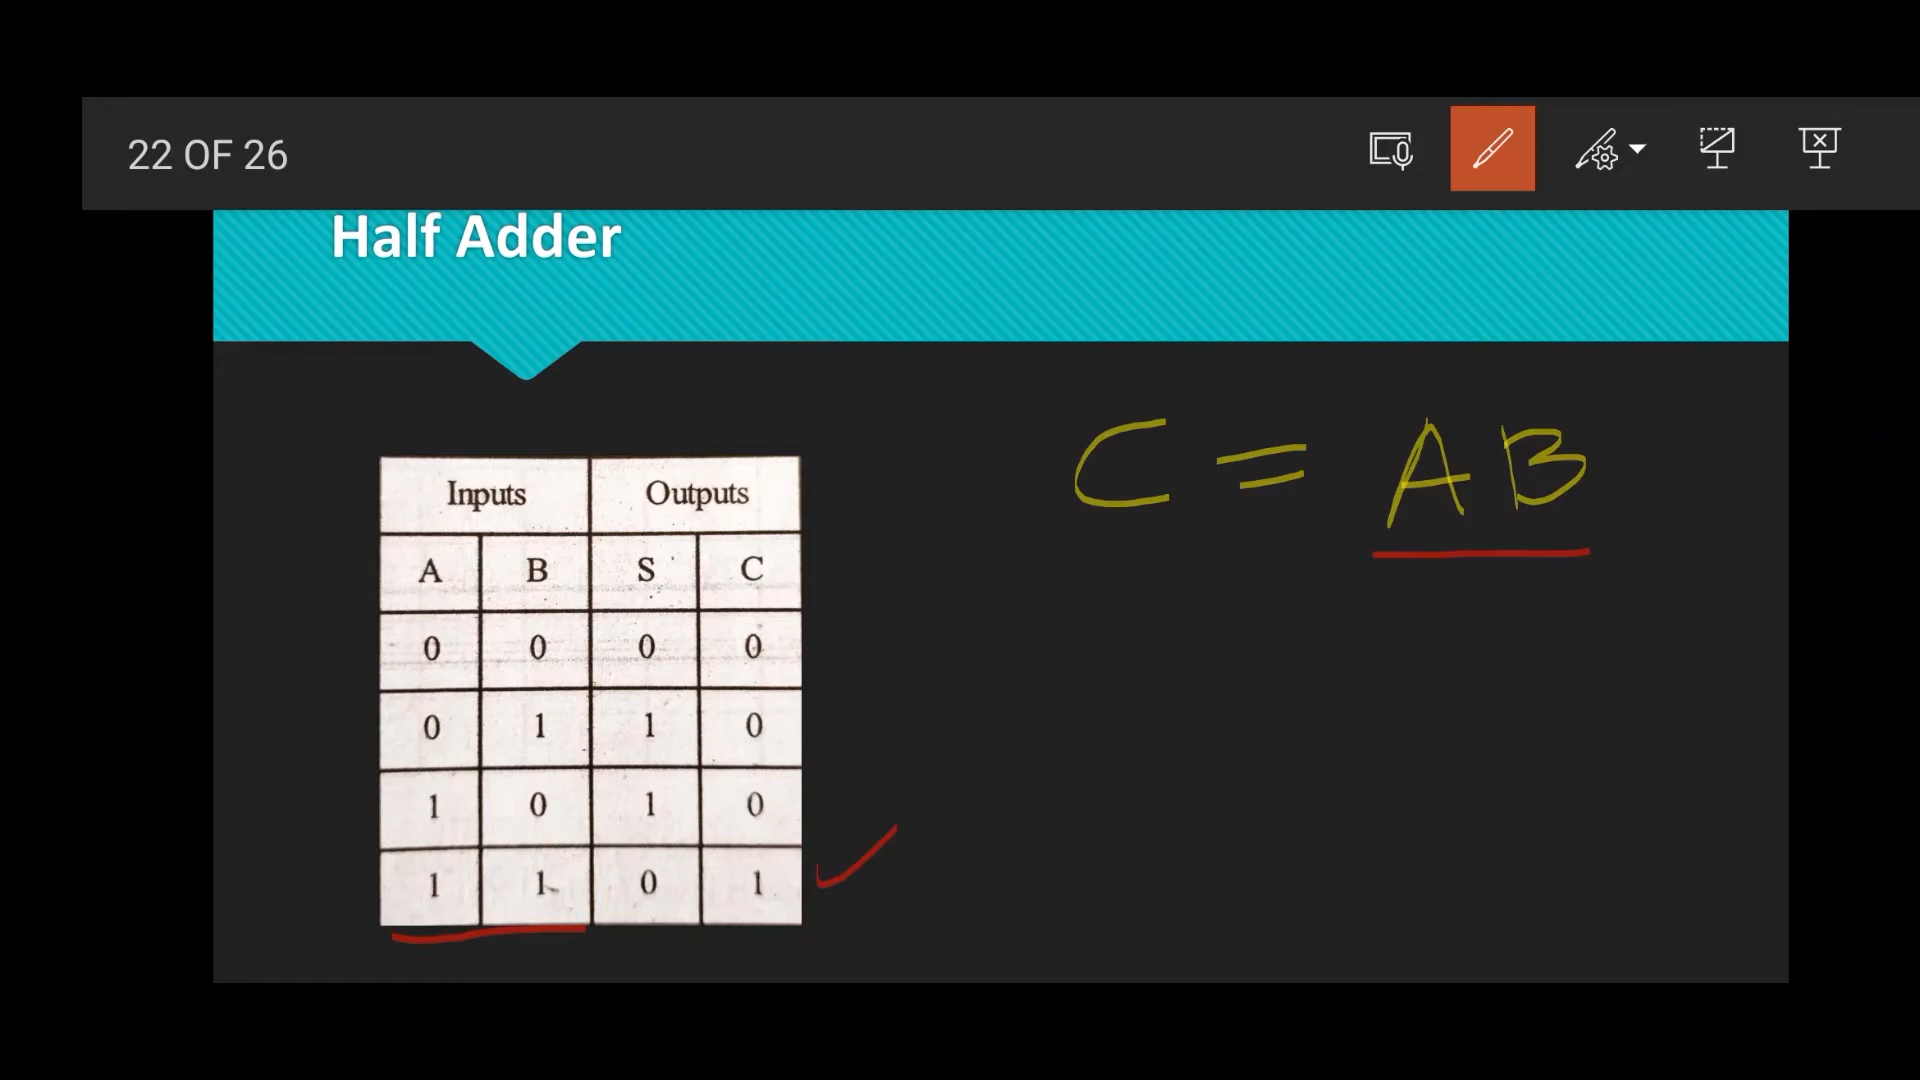 22 OF 26
Half Adder
C = AB
Inputs Outputs
A B S C
0 0 0 0
0 1 1 0
1 0 1 0
1 1 0 1